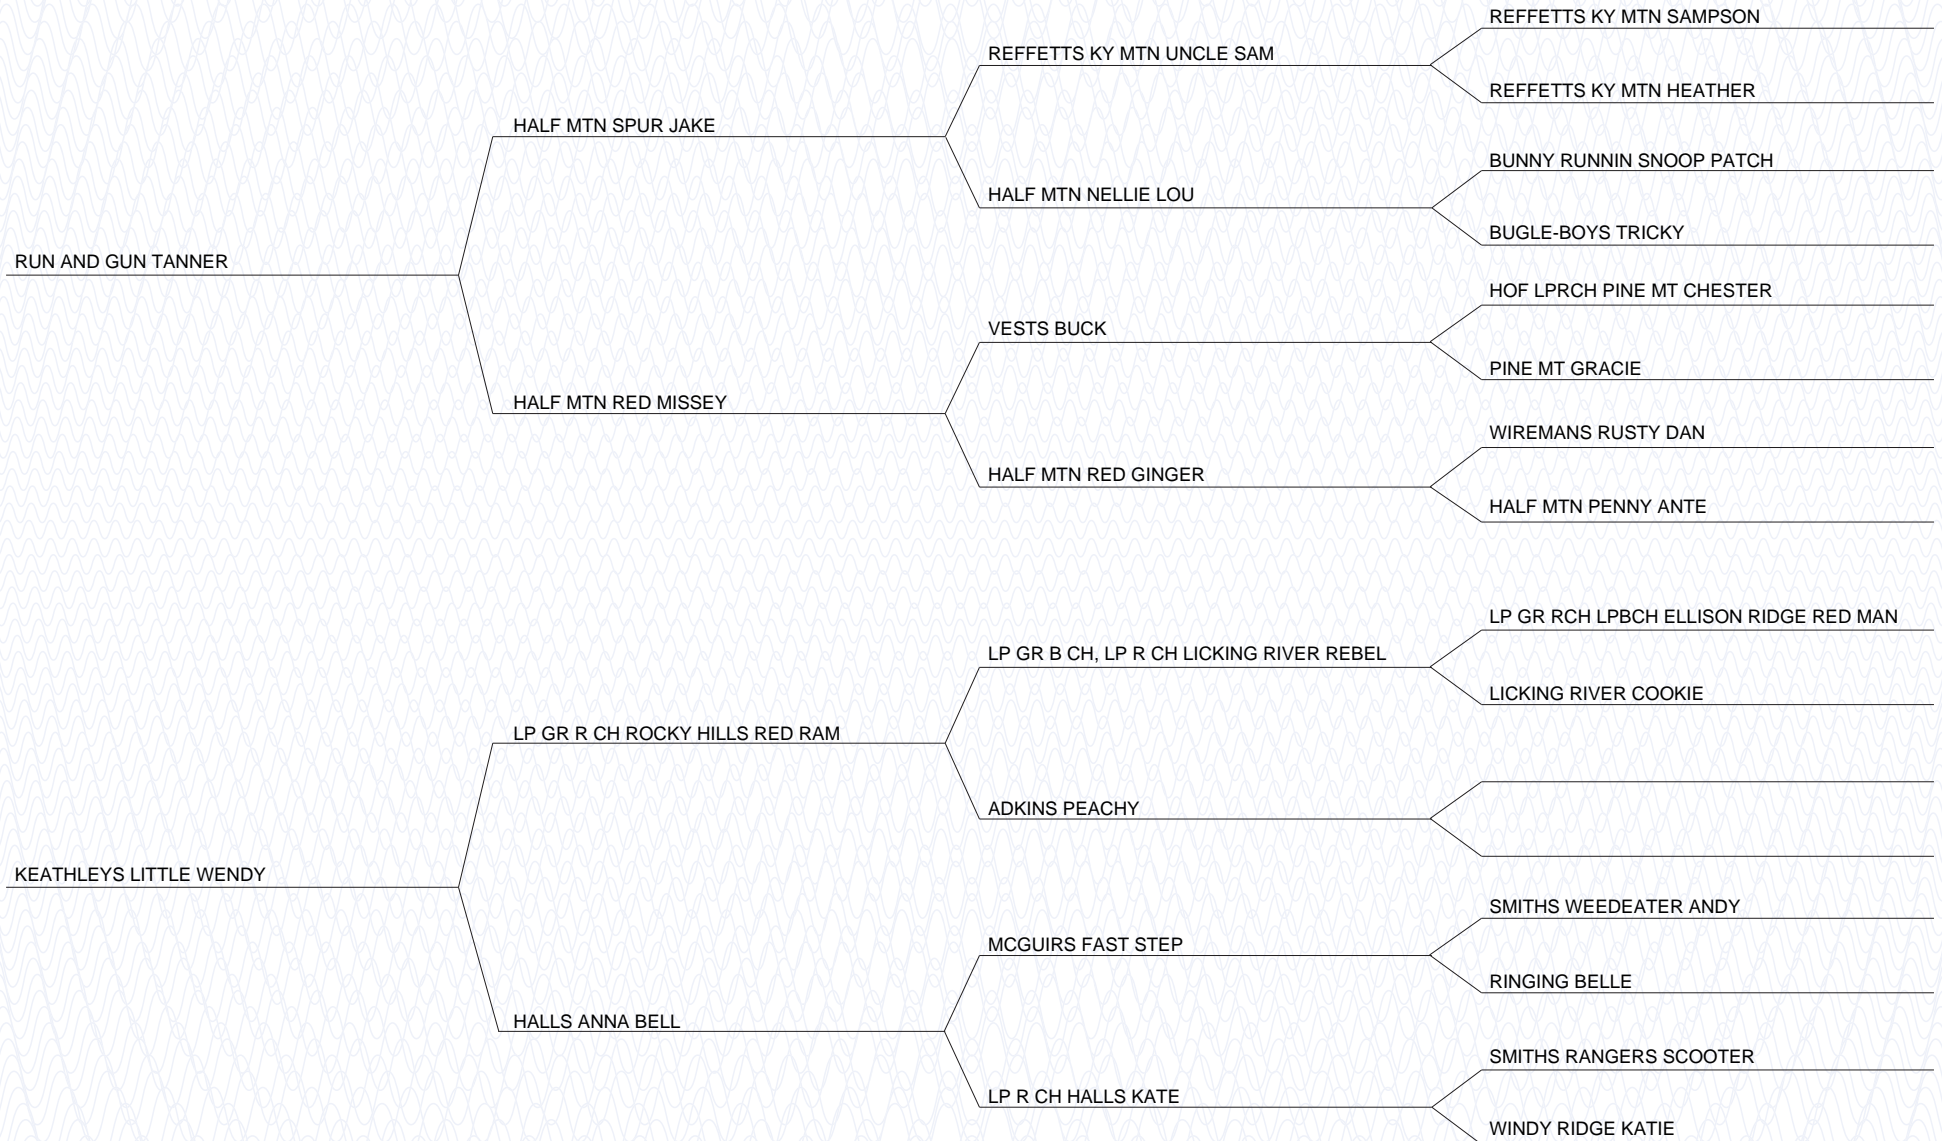 REFFETTS KY MTN SAMPSON
REFFETTS KY MTN UNCLE SAM
REFFETTS KY MTN HEATHER
HALF MTN SPUR JAKE
BUNNY RUNNIN SNOOP PATCH
HALF MTN NELLIE LOU
BUGLE-BOYS TRICKY
RUN AND GUN TANNER
HOF LPRCH PINE MT CHESTER
VESTS BUCK
PINE MT GRACIE
HALF MTN RED MISSEY
WIREMANS RUSTY DAN
HALF MTN RED GINGER
HALF MTN PENNY ANTE
LP GR RCH LPBCH ELLISON RIDGE RED MAN
LP GR B CH, LP R CH LICKING RIVER REBEL
LICKING RIVER COOKIE
LP GR R CH ROCKY HILLS RED RAM
ADKINS PEACHY
KEATHLEYS LITTLE WENDY
SMITHS WEEDEATER ANDY
MCGUIRS FAST STEP
RINGING BELLE
HALLS ANNA BELL
SMITHS RANGERS SCOOTER
LP R CH HALLS KATE
WINDY RIDGE KATIE